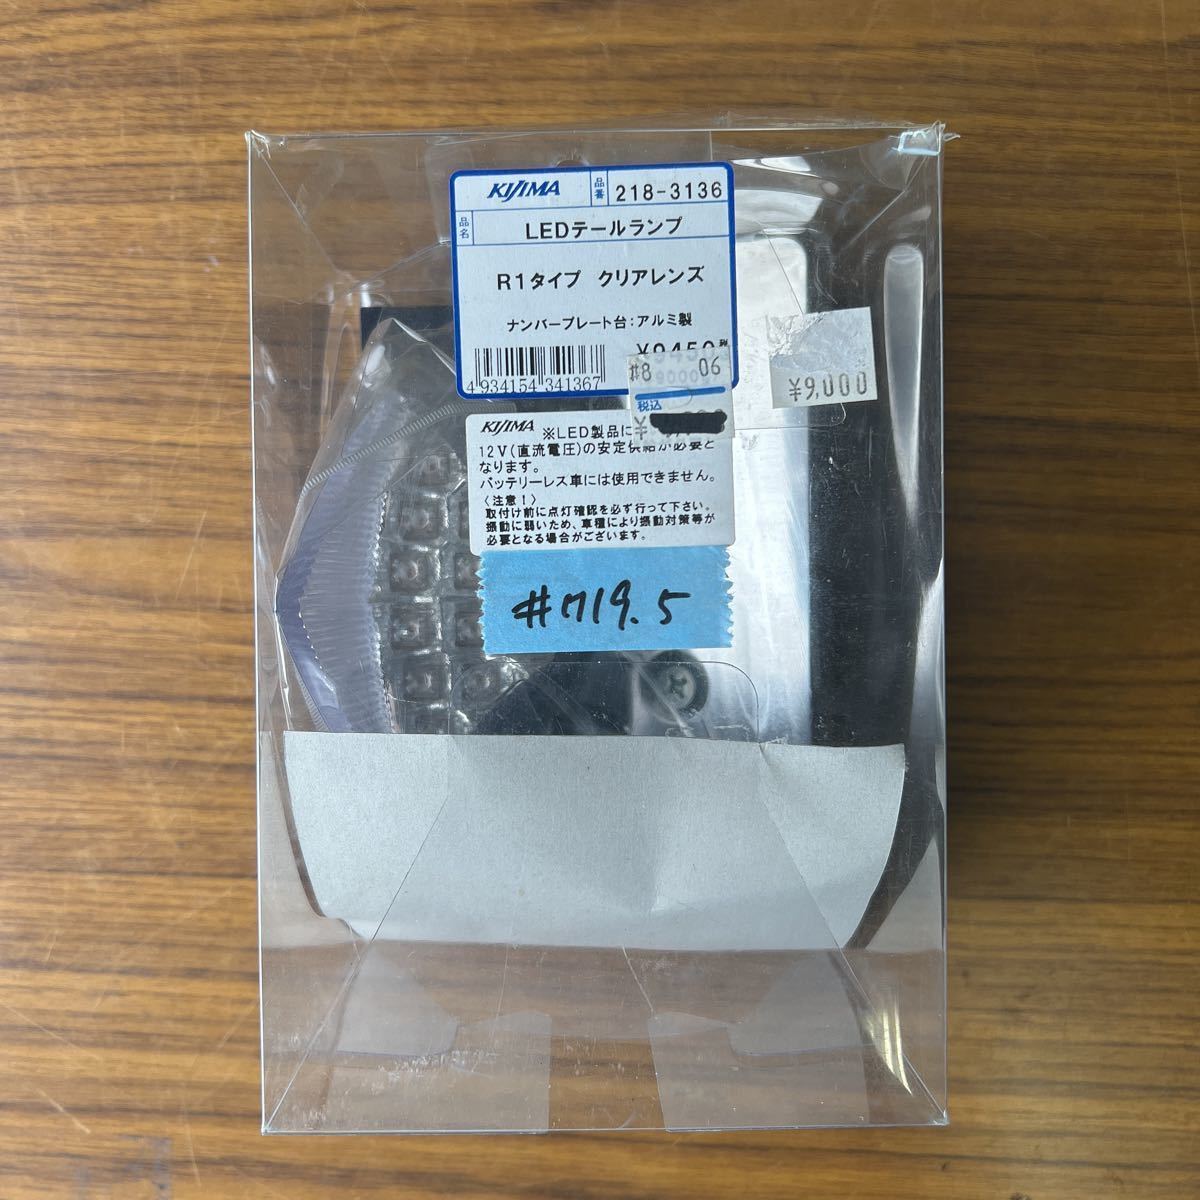 KIJIMA 品番 218-3136
品名 LEDテールランプ
R1タイプ クリアレンズ
ナンバープレート台：アルミ製
¥9450
4 934154 341367
#8 06
税込
¥
¥9,000
KIJIMA ※LED製品に
12V(直流電圧)の安定供給が必要と
なります。
バッテリーレス車には使用できません。
〈注意！〉
取付け前に点灯確認を必ず行って下さい。
振動に弱いため、車種により振動対策等が
必要となる場合がございます。
#719.5